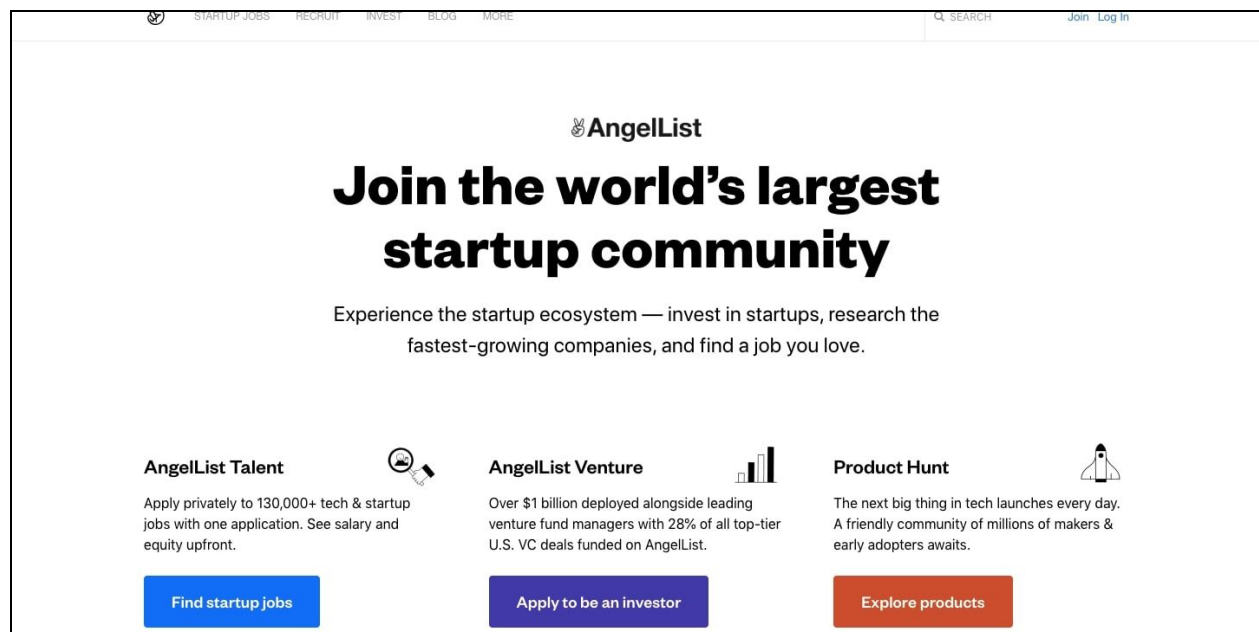 STARTUP JOBS RECRUIT INVEST BLOG MORE SEARCH Join Log In
AngelList
Join the world's largest
startup community
Experience the startup ecosystem — invest in startups, research the
fastest-growing companies, and find a job you love.
AngelList Talent
Apply privately to 130,000+ tech & startup
jobs with one application. See salary and
equity upfront.
Find startup jobs
AngelList Venture
Over $1 billion deployed alongside leading
venture fund managers with 28% of all top-tier
U.S. VC deals funded on AngelList.
Apply to be an investor
Product Hunt
The next big thing in tech launches every day.
A friendly community of millions of makers &
early adopters awaits.
Explore products